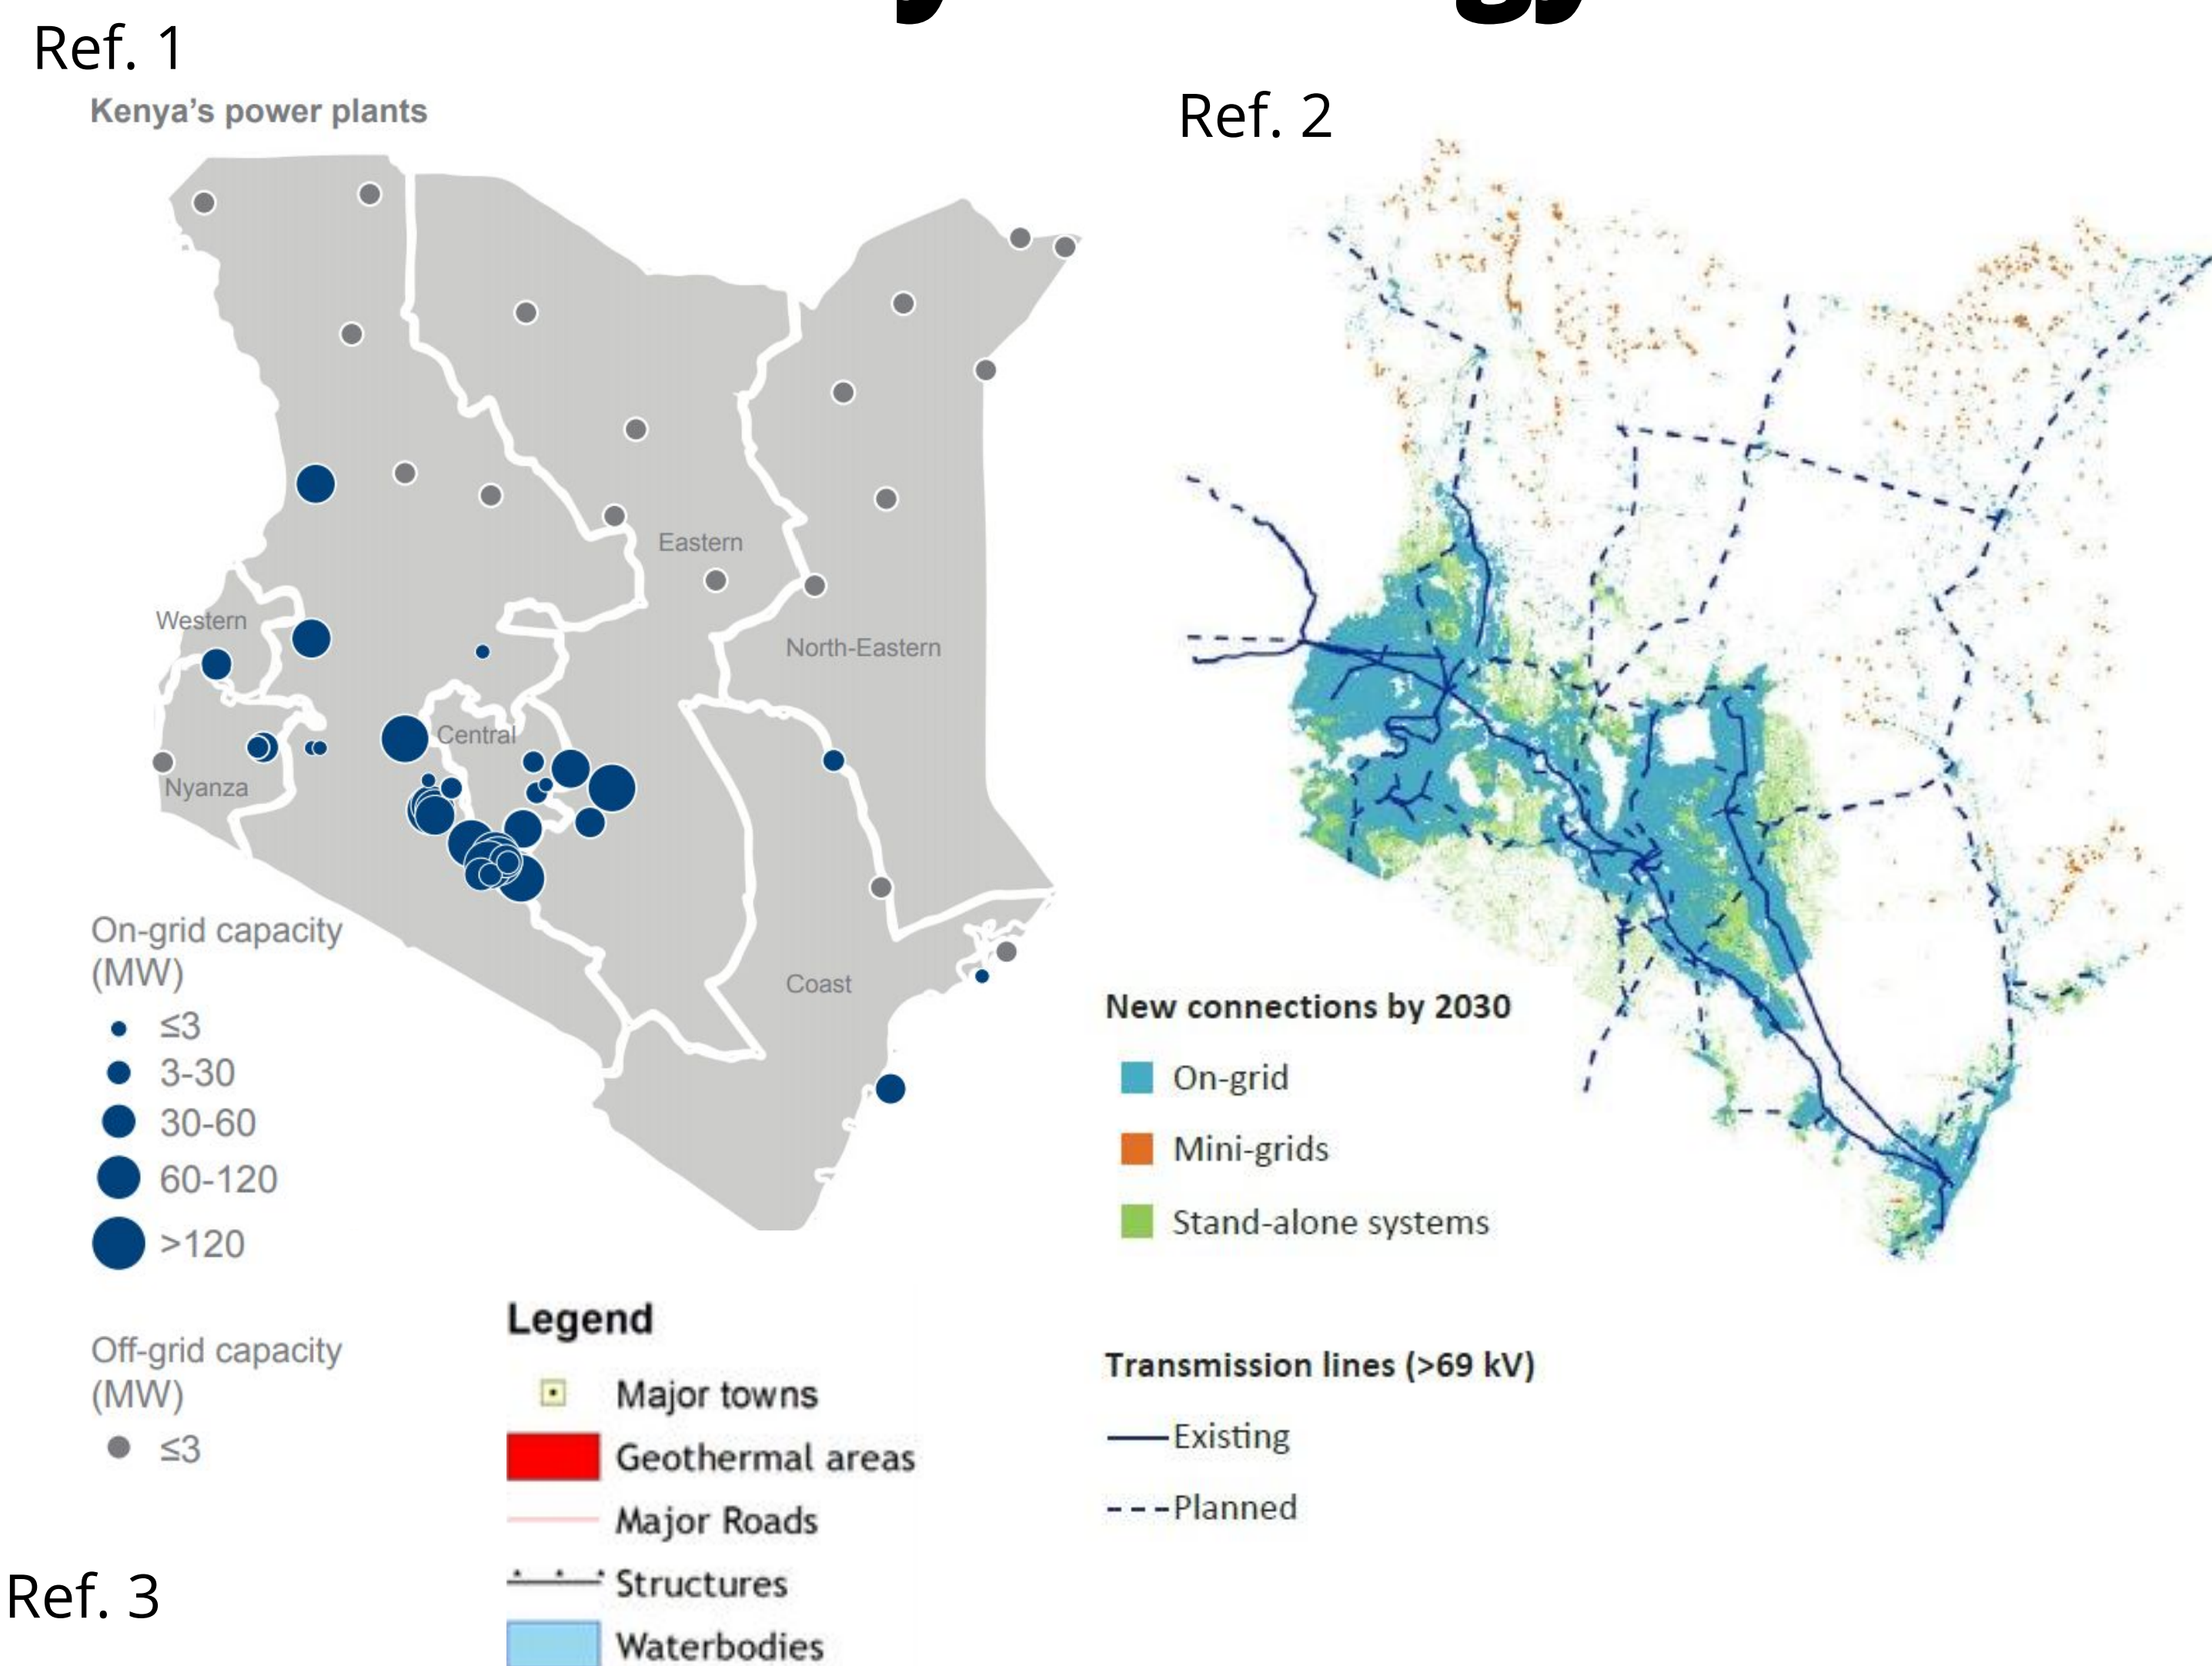 Ref. 1
Kenya's power plants
Eastern
Western
North-Eastern
Central
Nyanza
Coast
On-grid capacity
(MW)
≤3
3-30
30-60
60-120
>120
Off-grid capacity
(MW)
≤3
Ref. 2
New connections by 2030
On-grid
Mini-grids
Stand-alone systems
Transmission lines (>69 kV)
Existing
Planned
Legend
Major towns
Geothermal areas
Major Roads
Structures
Waterbodies
Ref. 3